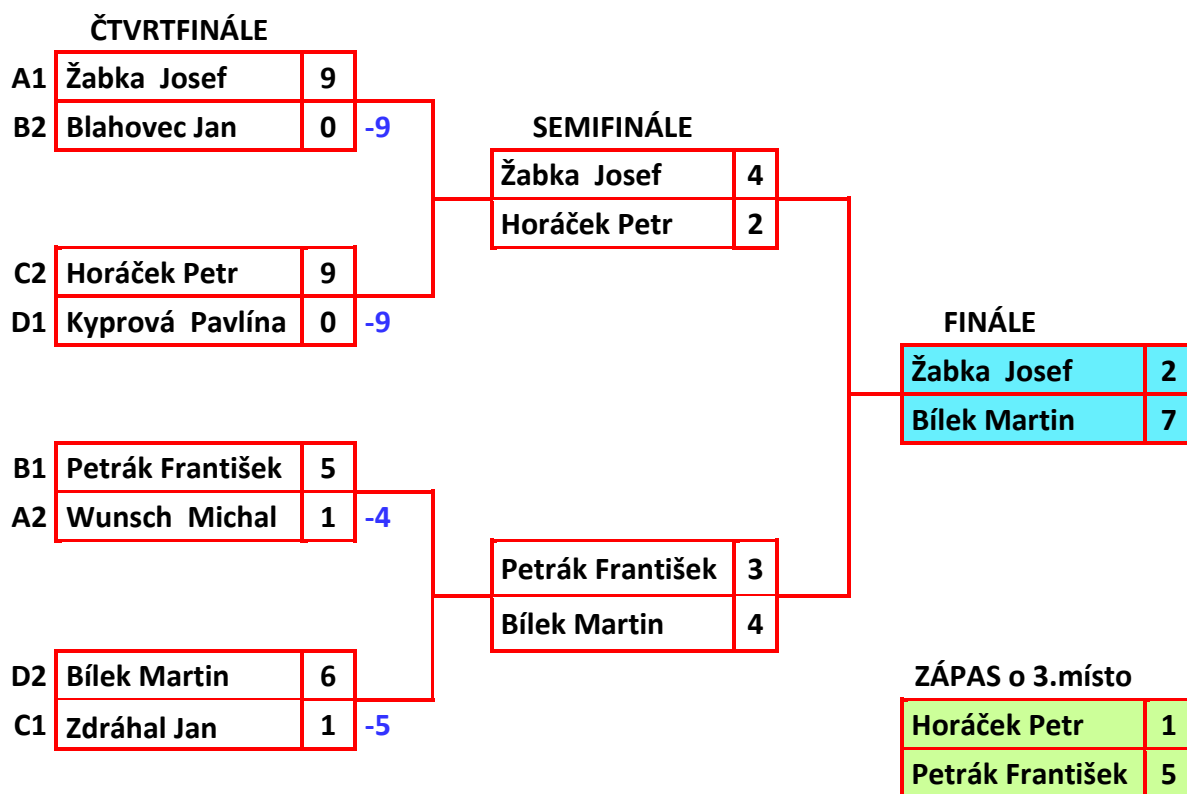 ČTVRTFINÁLE
A1 Žabka Josef 9
B2 Blahovec Jan 0 -9
SEMIFINÁLE
Žabka Josef 4
Horáček Petr 2
C2 Horáček Petr 9
D1 Kyprová Pavlína 0 -9
FINÁLE
Žabka Josef 2
Bílek Martin 7
B1 Petrák František 5
A2 Wunsch Michal 1 -4
Petrák František 3
Bílek Martin 4
D2 Bílek Martin 6
C1 Zdráhal Jan 1 -5
ZÁPAS o 3.místo
Horáček Petr 1
Petrák František 5